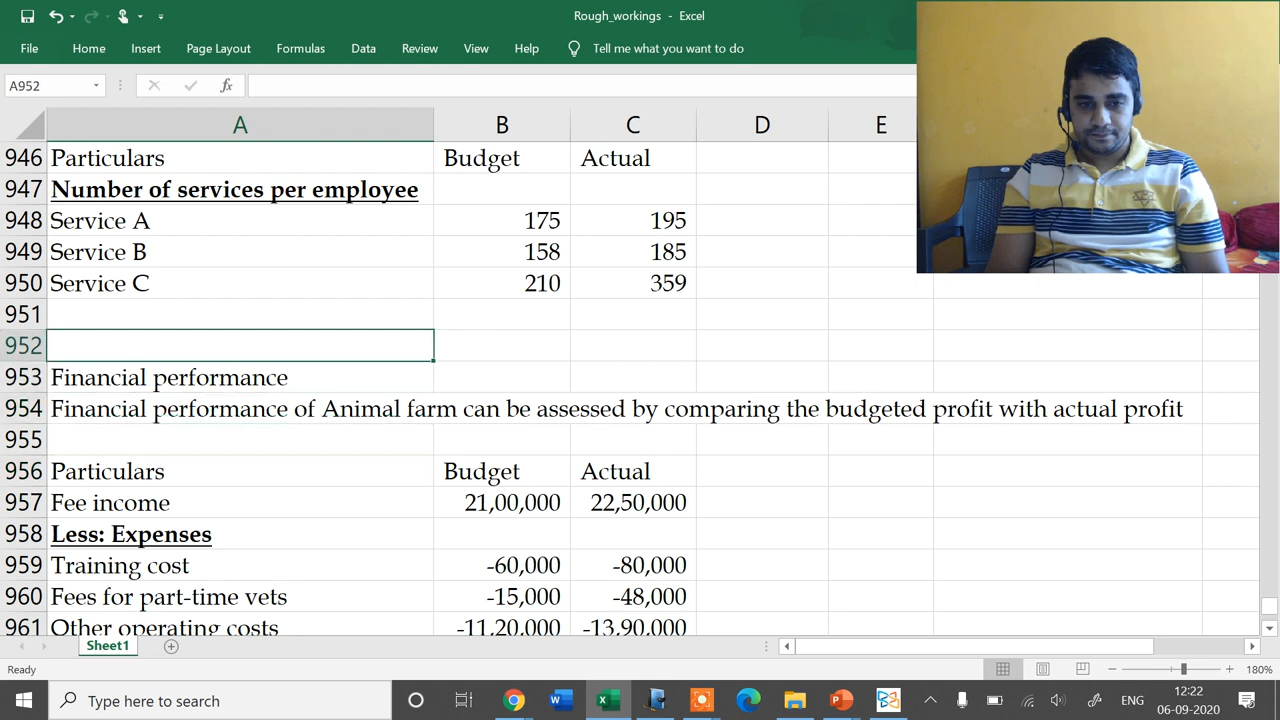 Rough_workings - Excel
File Home Insert Page Layout Formulas Data Review View Help Tell me what you want to do
A952 fx
A B C D E
946 Particulars Budget Actual
947 Number of services per employee
948 Service A 175 195
949 Service B 158 185
950 Service C 210 359
951
952
953 Financial performance
954 Financial performance of Animal farm can be assessed by comparing the budgeted profit with actual profit
955
956 Particulars Budget Actual
957 Fee income 21,00,000 22,50,000
958 Less: Expenses
959 Training cost -60,000 -80,000
960 Fees for part-time vets -15,000 -48,000
961 Other operating costs -11,20,000 -13,90,000
Sheet1
Ready 180%
Type here to search ENG 12:22
06-09-2020